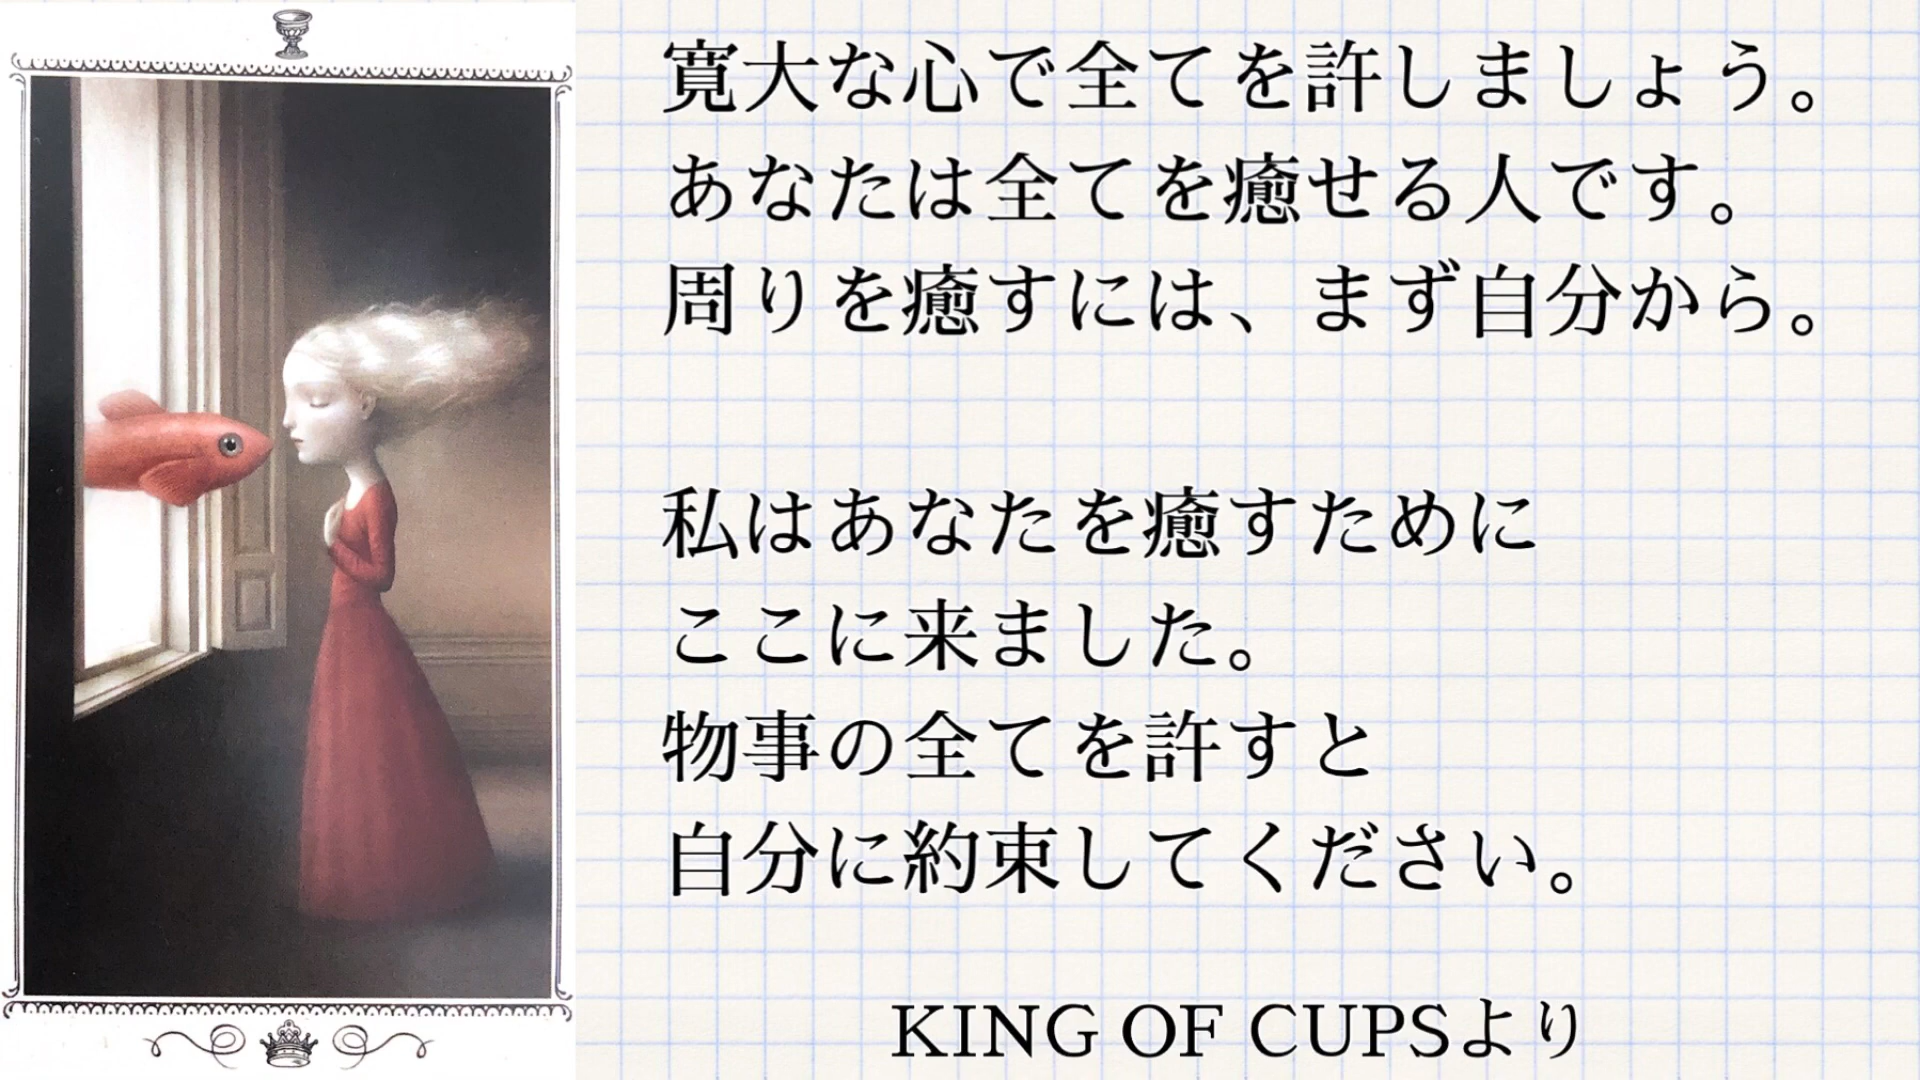 寛大な心で全てを許しましょう。
あなたは全てを癒せる人です。
周りを癒すには、まず自分から。
私はあなたを癒すために
ここに来ました。
物事の全てを許すと
自分に約束してください。
KING OF CUPSより